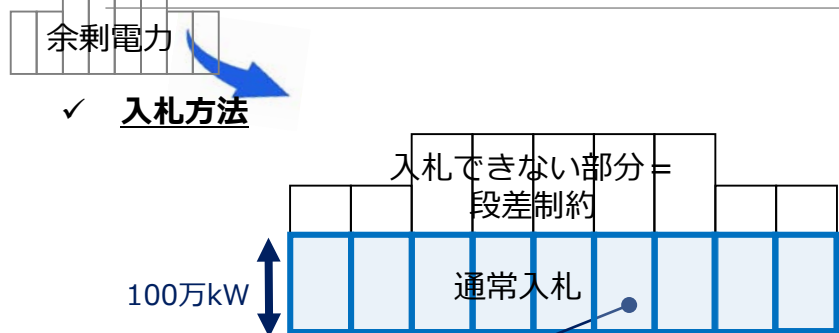 余剰電力
✓ 入札方法
入札できない部分＝
段差制約
100万kW
通常入札